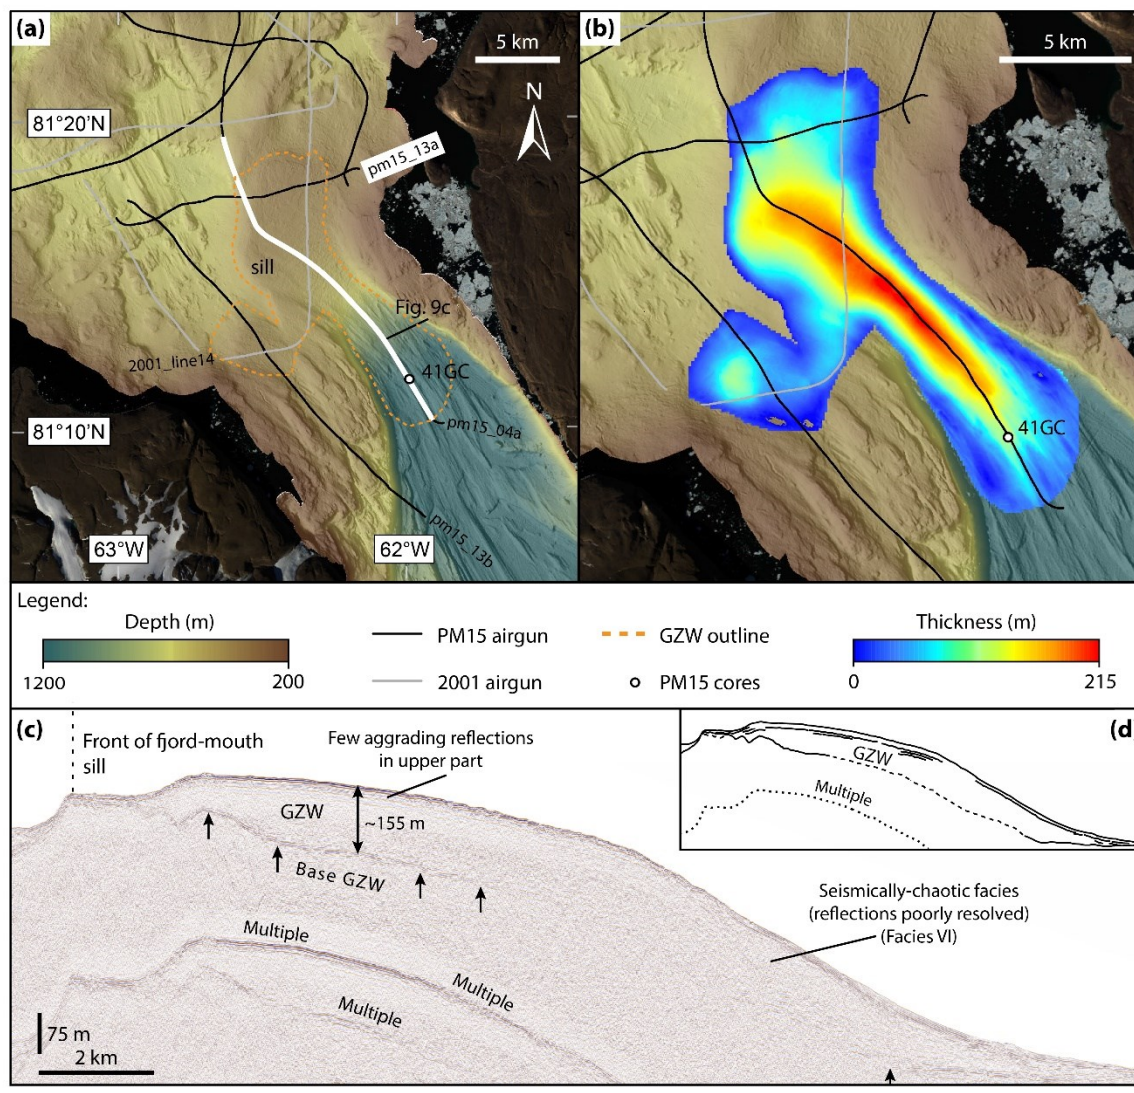 (a)
5 km
N
81°20'N
pm15_13a
sill
Fig. 9c
2001_line14
41GC
81°10'N
pm15_04a
pm15_13b
63°W
62°W
(b)
5 km
41GC
Legend:
Depth (m)
1200
200
PM15 airgun
2001 airgun
GZW outline
PM15 cores
Thickness (m)
0
215
(c)
Front of fjord-mouth
sill
Few aggrading reflections
in upper part
GZW
~155 m
Base GZW
Multiple
Multiple
Multiple
Seismically-chaotic facies
(reflections poorly resolved)
(Facies VI)
75 m
2 km
(d)
GZW
Multiple